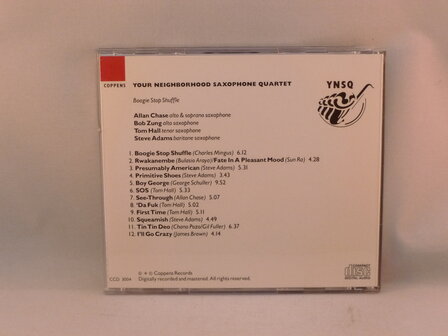 COPPENS
YOUR NEIGHBORHOOD SAXOPHONE QUARTET
YNSQ
Boogie Stop Shuffle
Allan Chase alto & soprano saxophone
Bob Zung alto saxophone
Tom Hall tenor saxophone
Steve Adams baritone saxophone
1. Boogie Stop Shuffle (Charles Mingus) 6.12
2. Rwakanembe (Bulasio Arayo)/Fate In A Pleasant Mood (Sun Ra) 4.28
3. Presumably American (Steve Adams) 5.31
4. Primitive Shoes (Steve Adams) 3.43
5. Boy George (George Schuller) 9.52
6. SOS (Tom Hall) 5.33
7. See-Through (Allan Chase) 5.07
8. 'Da Fuk (Tom Hall) 5.02
9. First Time (Tom Hall) 5.11
10. Squeamish (Steve Adams) 4.49
11. Tin Tin Deo (Chano Pozo/Gil Fuller) 6.37
12. I'll Go Crazy (James Brown) 4.14
℗ + © Coppens Records
CCD 3004 Digitally recorded and mastered. All rights reserved.
COMPACT
disc
DIGITAL AUDIO